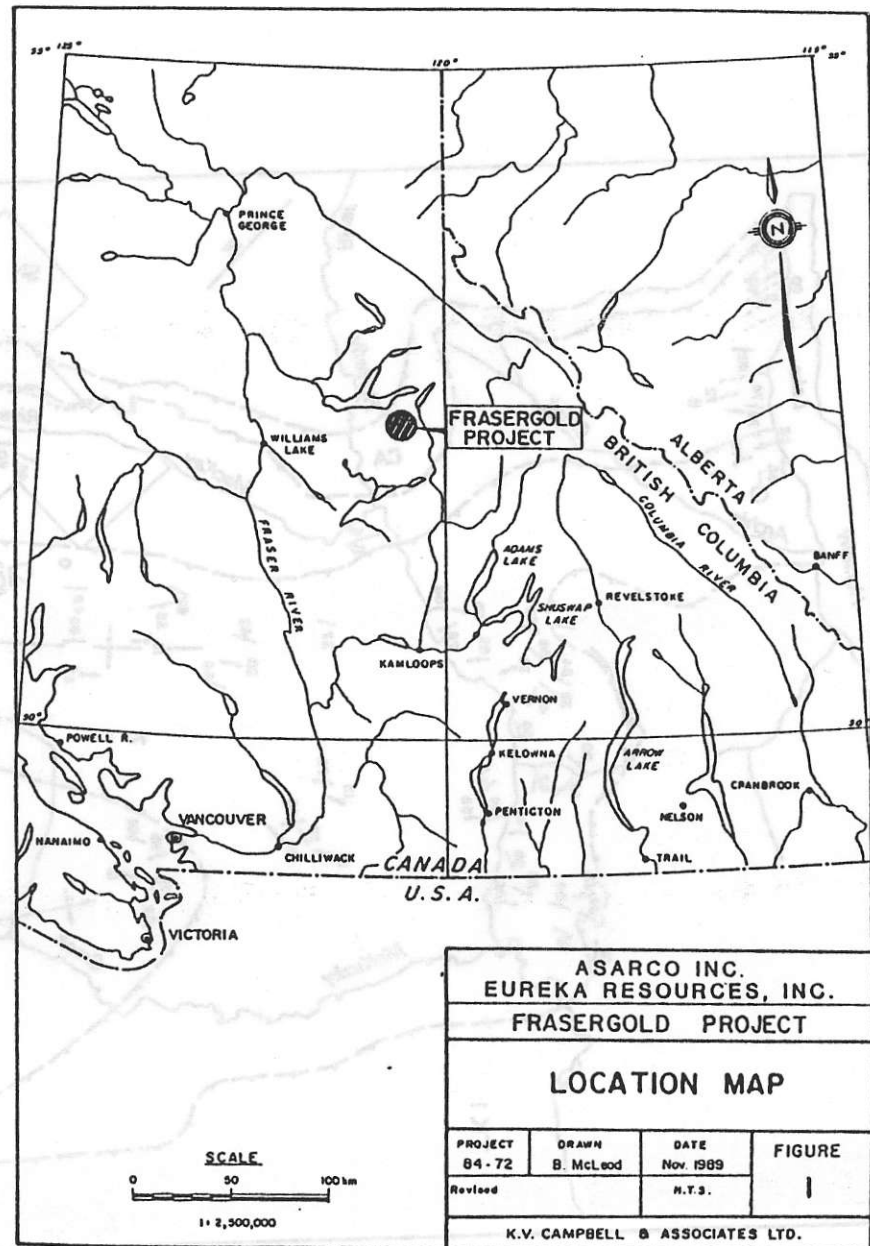 55° 125°
120°
115°
55°
PRINCE
GEORGE
N
WILLIAMS
LAKE
FRASERGOLD
PROJECT
ALBERTA
BRITISH COLUMBIA
COLUMBIA
RIVER
FRASER
RIVER
ADAMS
LAKE
SHUSWAP
LAKE
BANFF
REVELSTOKE
KAMLOOPS
VERNON
50°
50°
POWELL R.
KELOWNA
ARROW
LAKE
CRANBROOK
VANCOUVER
PENTICTON
NELSON
NANAIMO
CHILLIWACK
TRAIL
CANADA
U.S.A.
VICTORIA
ASARCO INC.
EUREKA RESOURCES, INC.
FRASERGOLD PROJECT
LOCATION MAP
PROJECT
84-72
DRAWN
B. McLeod
DATE
Nov. 1989
FIGURE
1
Revised
N.T.S.
K.V. CAMPBELL & ASSOCIATES LTD.
SCALE
0 50 100 km
1: 2,500,000